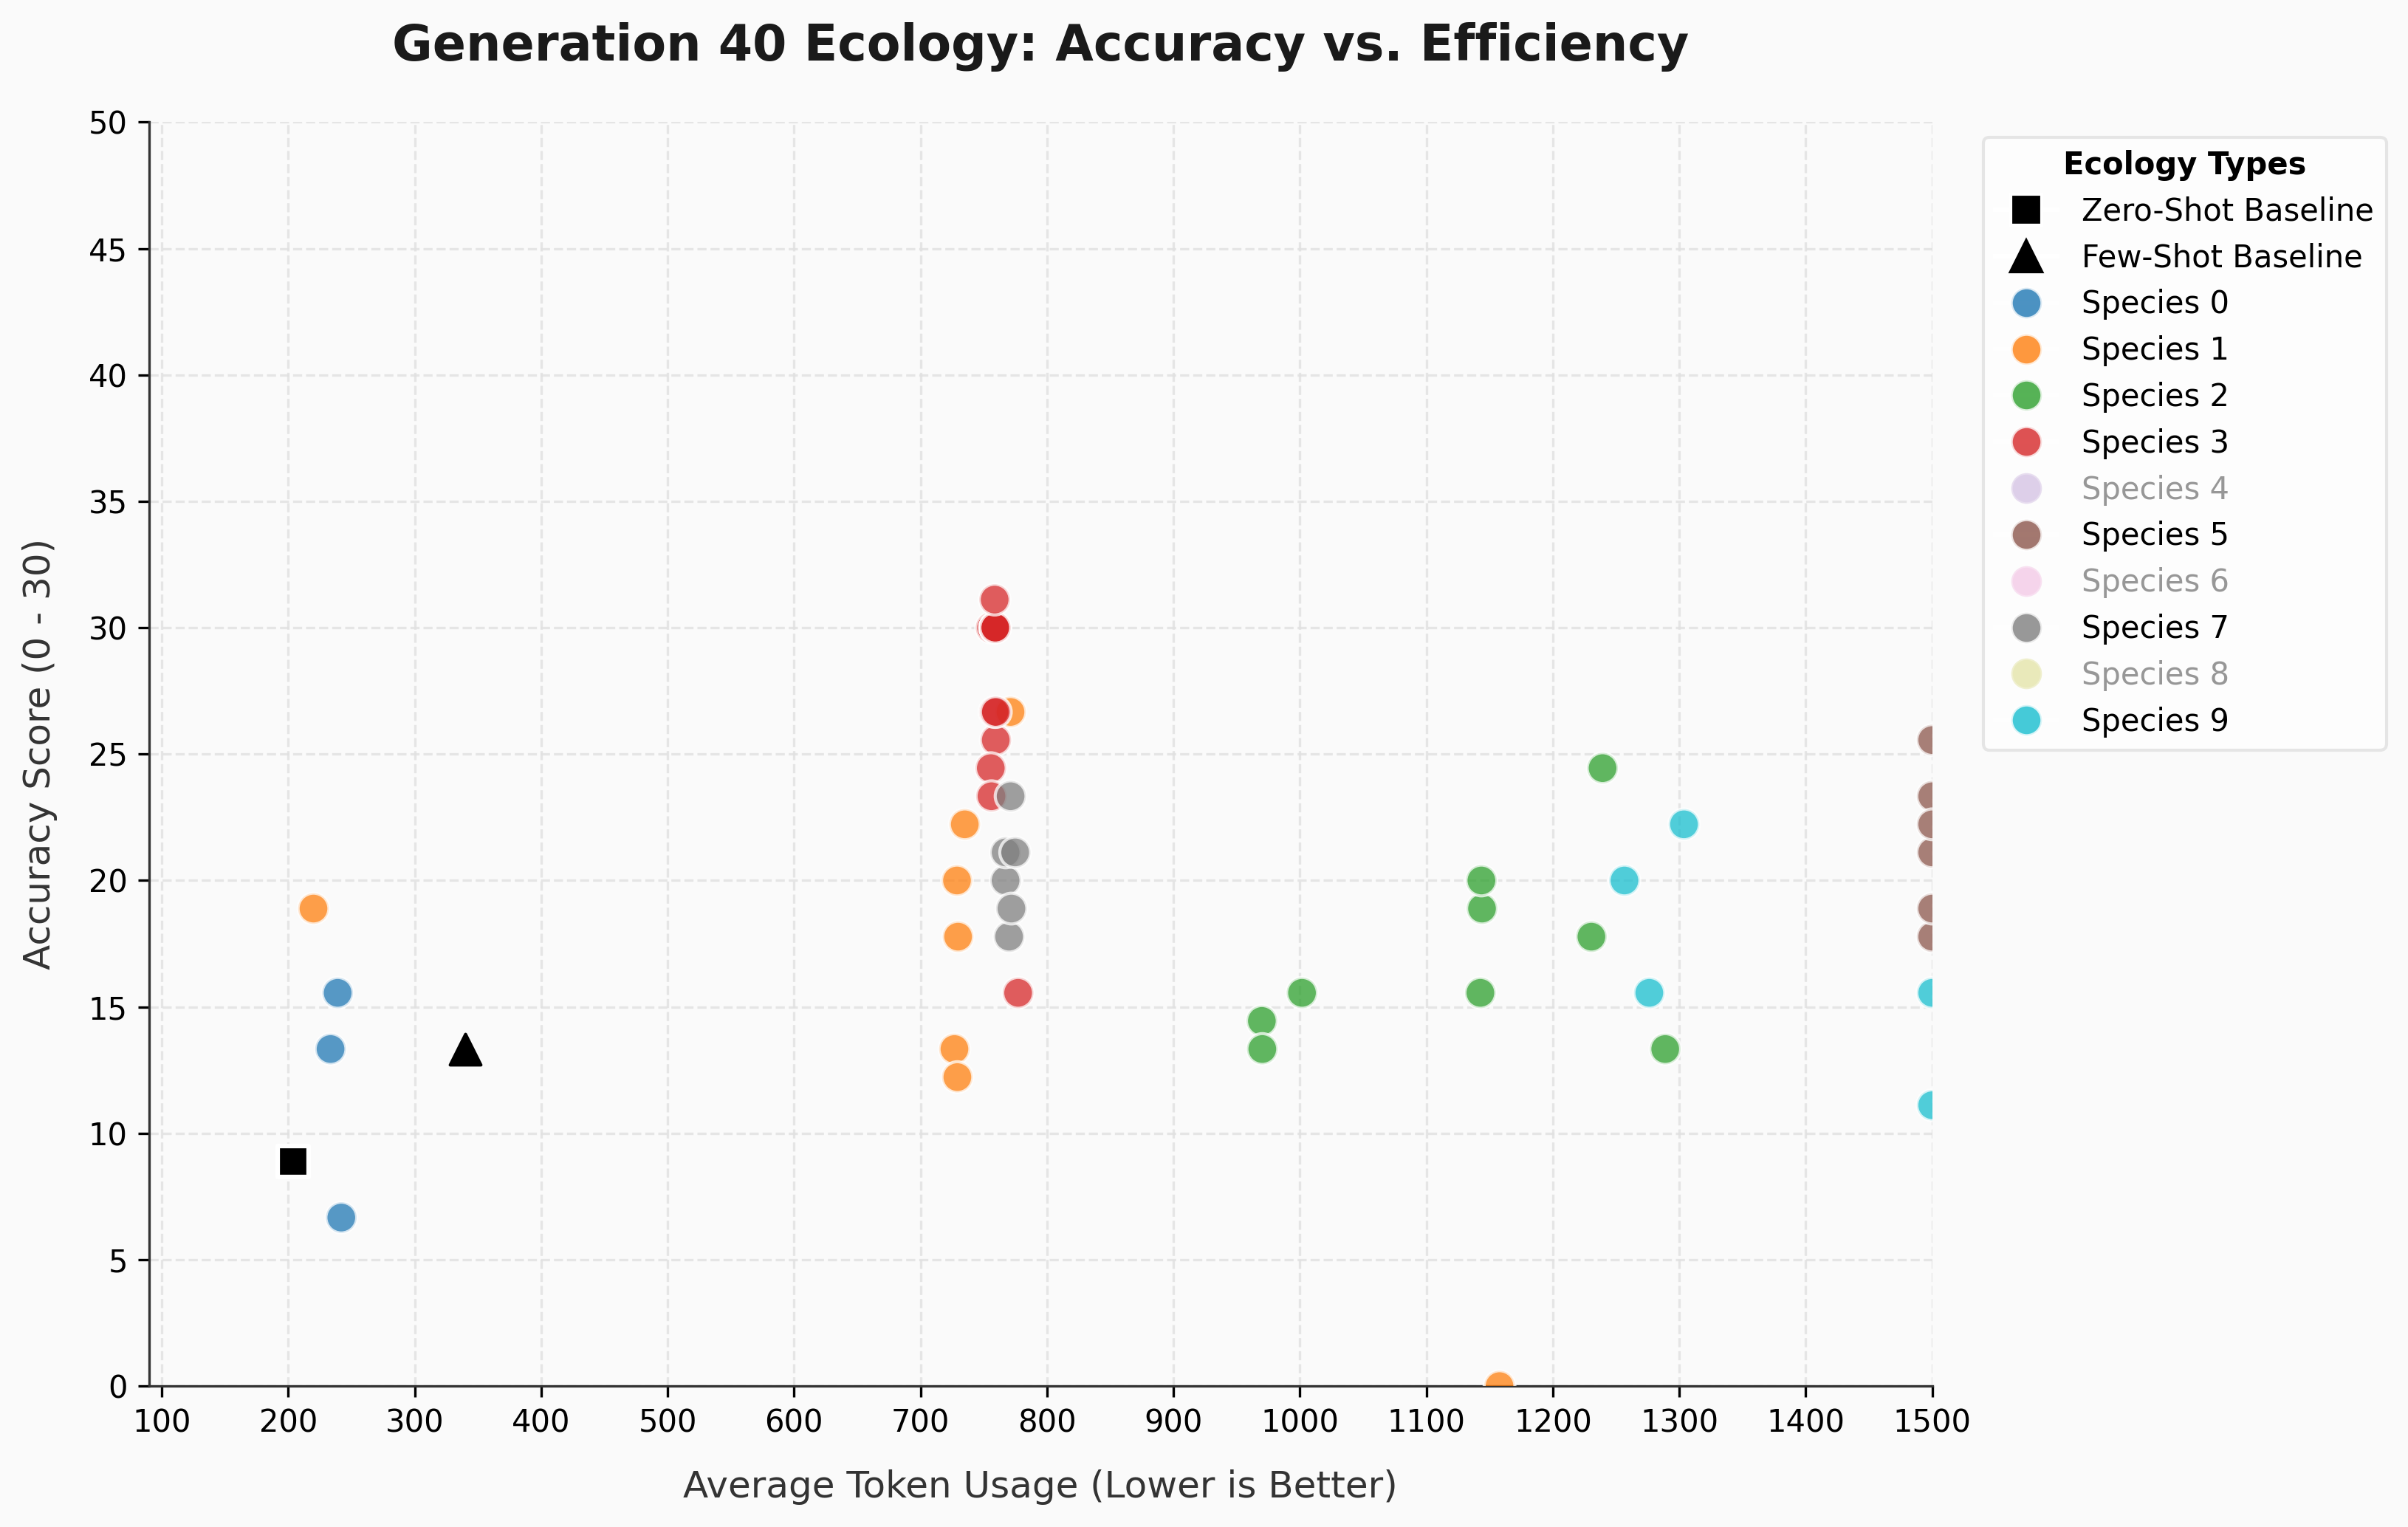 Generation 40 Ecology: Accuracy vs. Efficiency
50
45
40
35
30
25
20
15
10
5
0
Accuracy Score (0 - 30)
100 200 300 400 500 600 700 800 900 1000 1100 1200 1300 1400 1500
Average Token Usage (Lower is Better)
Ecology Types
Zero-Shot Baseline
Few-Shot Baseline
Species 0
Species 1
Species 2
Species 3
Species 4
Species 5
Species 6
Species 7
Species 8
Species 9